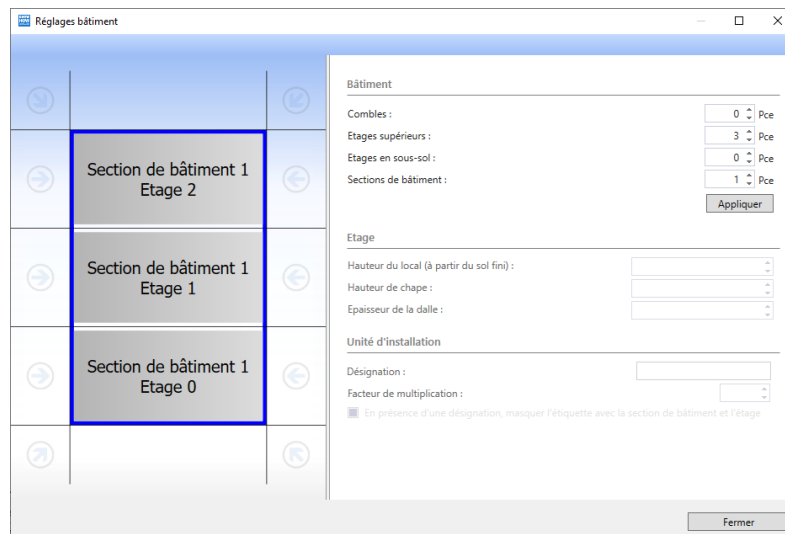 Réglages bâtiment
Section de bâtiment 1
Etage 2
Section de bâtiment 1
Etage 1
Section de bâtiment 1
Etage 0
Bâtiment
Combles : 0 Pce
Etages supérieurs : 3 Pce
Etages en sous-sol : 0 Pce
Sections de bâtiment : 1 Pce
Appliquer
Etage
Hauteur du local (à partir du sol fini) :
Hauteur de chape :
Epaisseur de la dalle :
Unité d'installation
Désignation :
Facteur de multiplication :
En présence d'une désignation, masquer l'étiquette avec la section de bâtiment et l'étage
Fermer